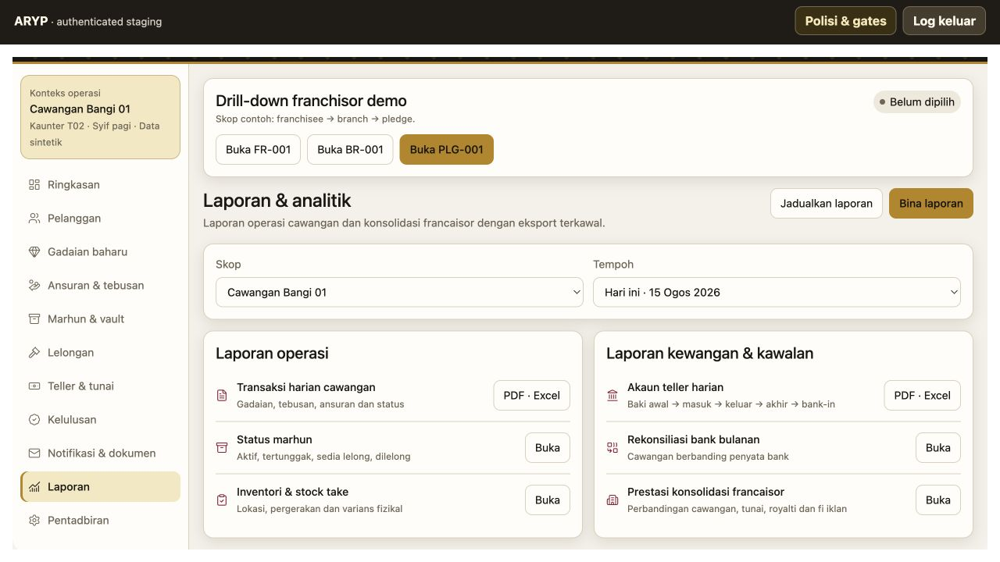 ARYP · authenticated staging
Polisi & gates
Log keluar
Konteks operasi
Cawangan Bangi 01
Kaunter T02 · Syif pagi · Data
sintetik
Ringkasan
Pelanggan
Gadaian baharu
Ansuran & tebusan
Marhun & vault
Lelongan
Teller & tunai
Kelulusan
Notifikasi & dokumen
Laporan
Pentadbiran
Drill-down franchisor demo
Belum dipilih
Skop contoh: franchisee → branch → pledge.
Buka FR-001
Buka BR-001
Buka PLG-001
Laporan & analitik
Laporan operasi cawangan dan konsolidasi francaisor dengan eksport terkawal.
Jadualkan laporan
Bina laporan
Skop
Cawangan Bangi 01
Tempoh
Hari ini · 15 Ogos 2026
Laporan operasi
Transaksi harian cawangan
Gadaian, tebusan, ansuran dan status
PDF · Excel
Status marhun
Aktif, tertunggak, sedia lelong, dilelong
Buka
Inventori & stock take
Lokasi, pergerakan dan varians fizikal
Buka
Laporan kewangan & kawalan
Akaun teller harian
Baki awal → masuk → keluar → akhir → bank-in
PDF · Excel
Rekonsiliasi bank bulanan
Cawangan berbanding penyata bank
Buka
Prestasi konsolidasi francaisor
Perbandingan cawangan, tunai, royalti dan fi iklan
Buka